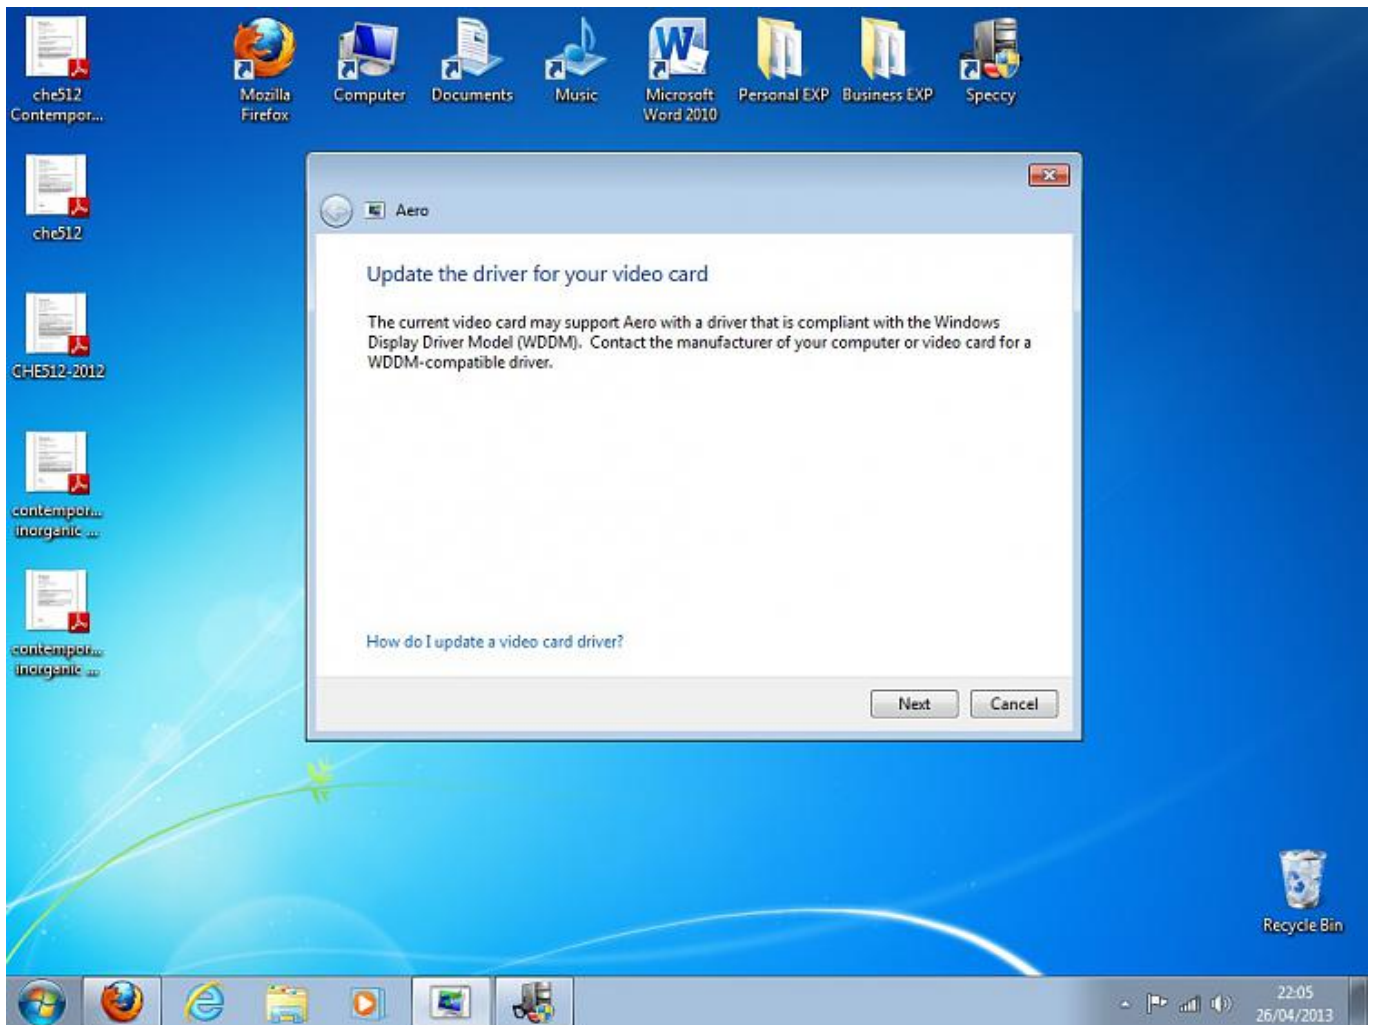 che512
Contempor...
Mozilla
Firefox
Computer
Documents
Music
Microsoft
Word 2010
Personal EXP
Business EXP
Speccy
che512
CHE512-2012
contempor...
inorganic ...
contempor...
inorganic ...
Aero
Update the driver for your video card
The current video card may support Aero with a driver that is compliant with the Windows
Display Driver Model (WDDM).  Contact the manufacturer of your computer or video card for a
WDDM-compatible driver.
How do I update a video card driver?
Next
Cancel
Recycle Bin
22:05
26/04/2013